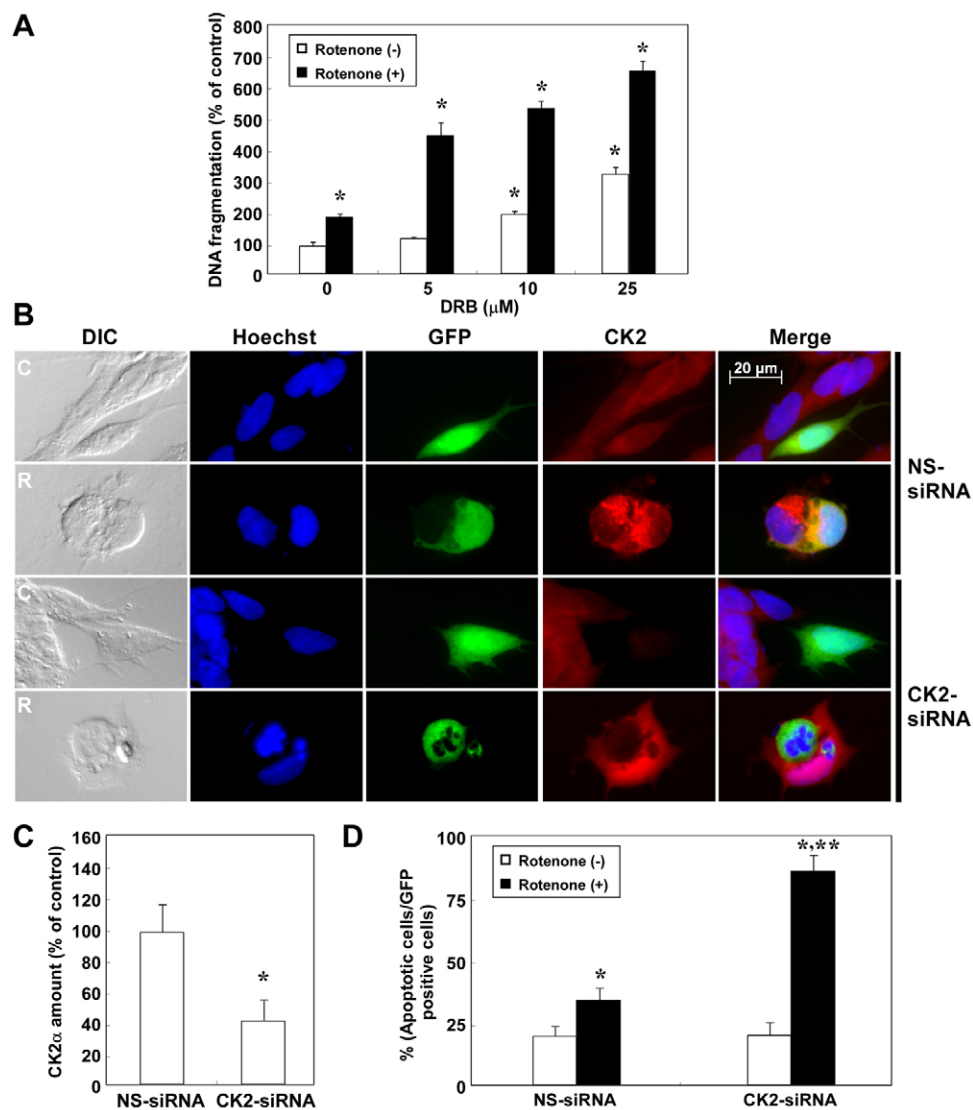 A
DNA fragmentation (% of control)
800
700
600
500
400
300
200
100
0
Rotenone (-)
Rotenone (+)
*
*
*
*
*
*
0 5 10 25
DRB (µM)
B
DIC Hoechst GFP CK2 Merge
C
20 µm
R
NS-
siRNA
C
R
CK2-
siRNA
C
CK2α amount (% of control)
160
140
120
100
80
60
40
20
0
*
NS-siRNA CK2-siRNA
D
% (Apoptotic cells/GFP
positive cells)
100
75
50
25
0
Rotenone (-)
Rotenone (+)
*
*,**
NS-siRNA CK2-siRNA